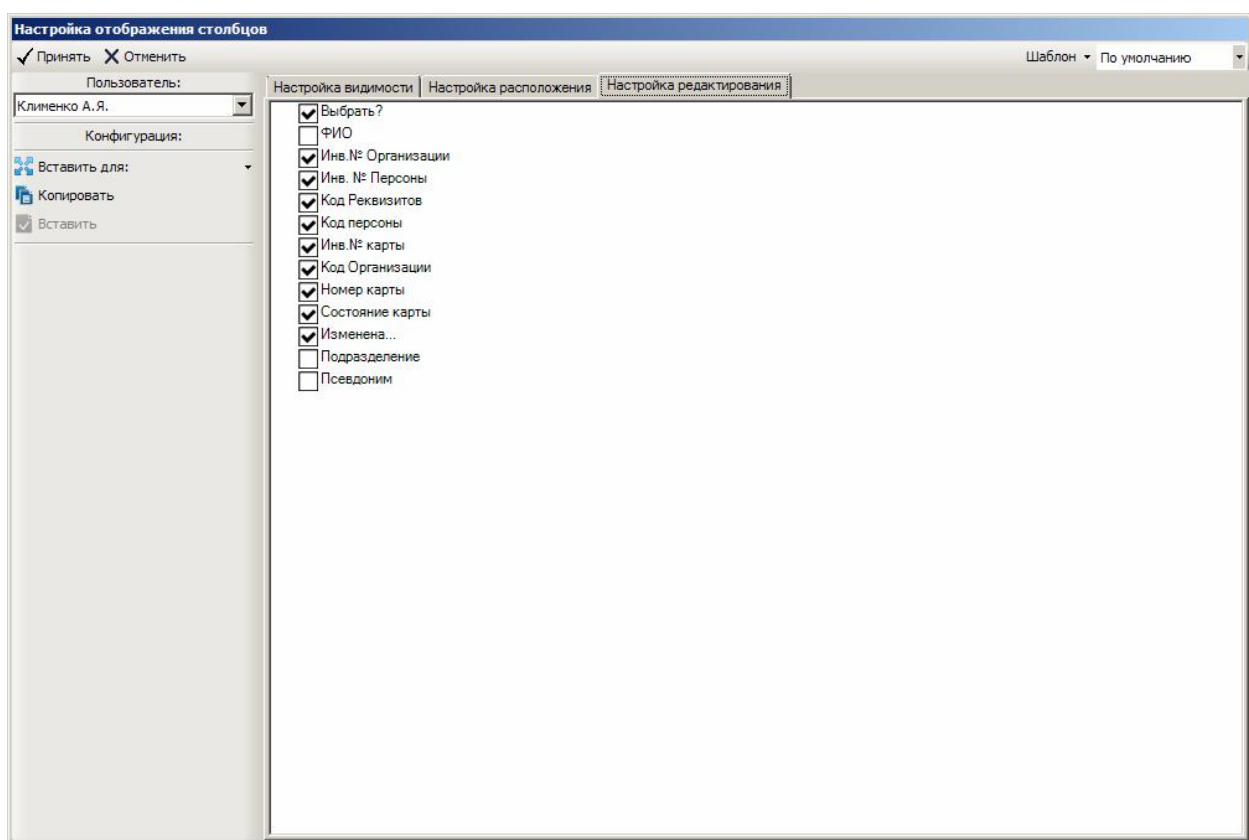 Настройка отображения столбцов
Принять Отменить Шаблон По умолчанию
Пользователь:
Клименко А.Я.
Конфигурация:
Вставить для:
Копировать
Вставить
Настройка видимости Настройка расположения Настройка редактирования
Выбрать?
ФИО
Инв.№ Организации
Инв. № Персоны
Код Реквизитов
Код персоны
Инв.№ карты
Код Организации
Номер карты
Состояние карты
Изменена...
Подразделение
Псевдоним